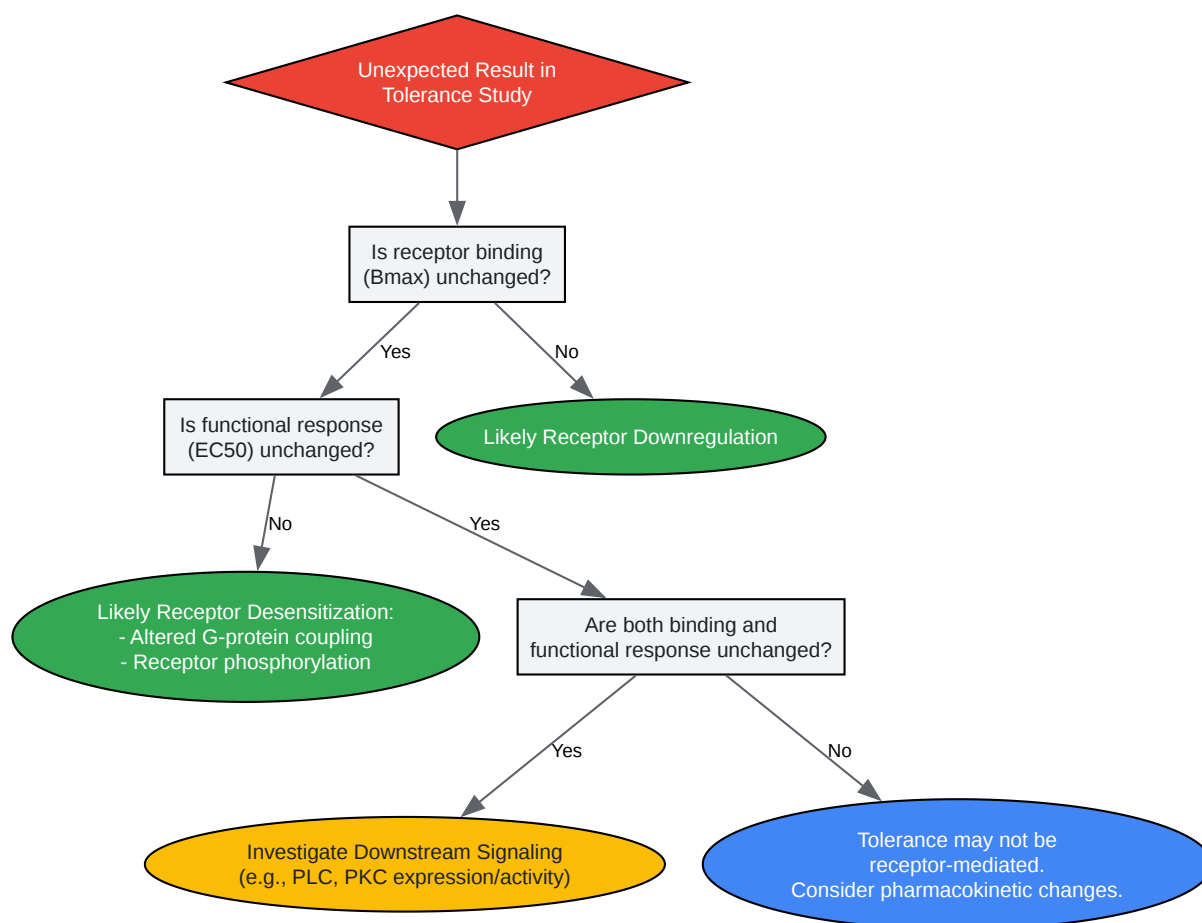 Unexpected Result in
Tolerance Study
Is receptor binding
(Bmax) unchanged?
Yes
No
Is functional response
(EC50) unchanged?
Likely Receptor Downregulation
No
Yes
Likely Receptor Desensitization:
- Altered G-protein coupling
- Receptor phosphorylation
Are both binding and
functional response unchanged?
Yes
No
Investigate Downstream Signaling
(e.g., PLC, PKC expression/activity)
Tolerance may not be
receptor-mediated.
Consider pharmacokinetic changes.